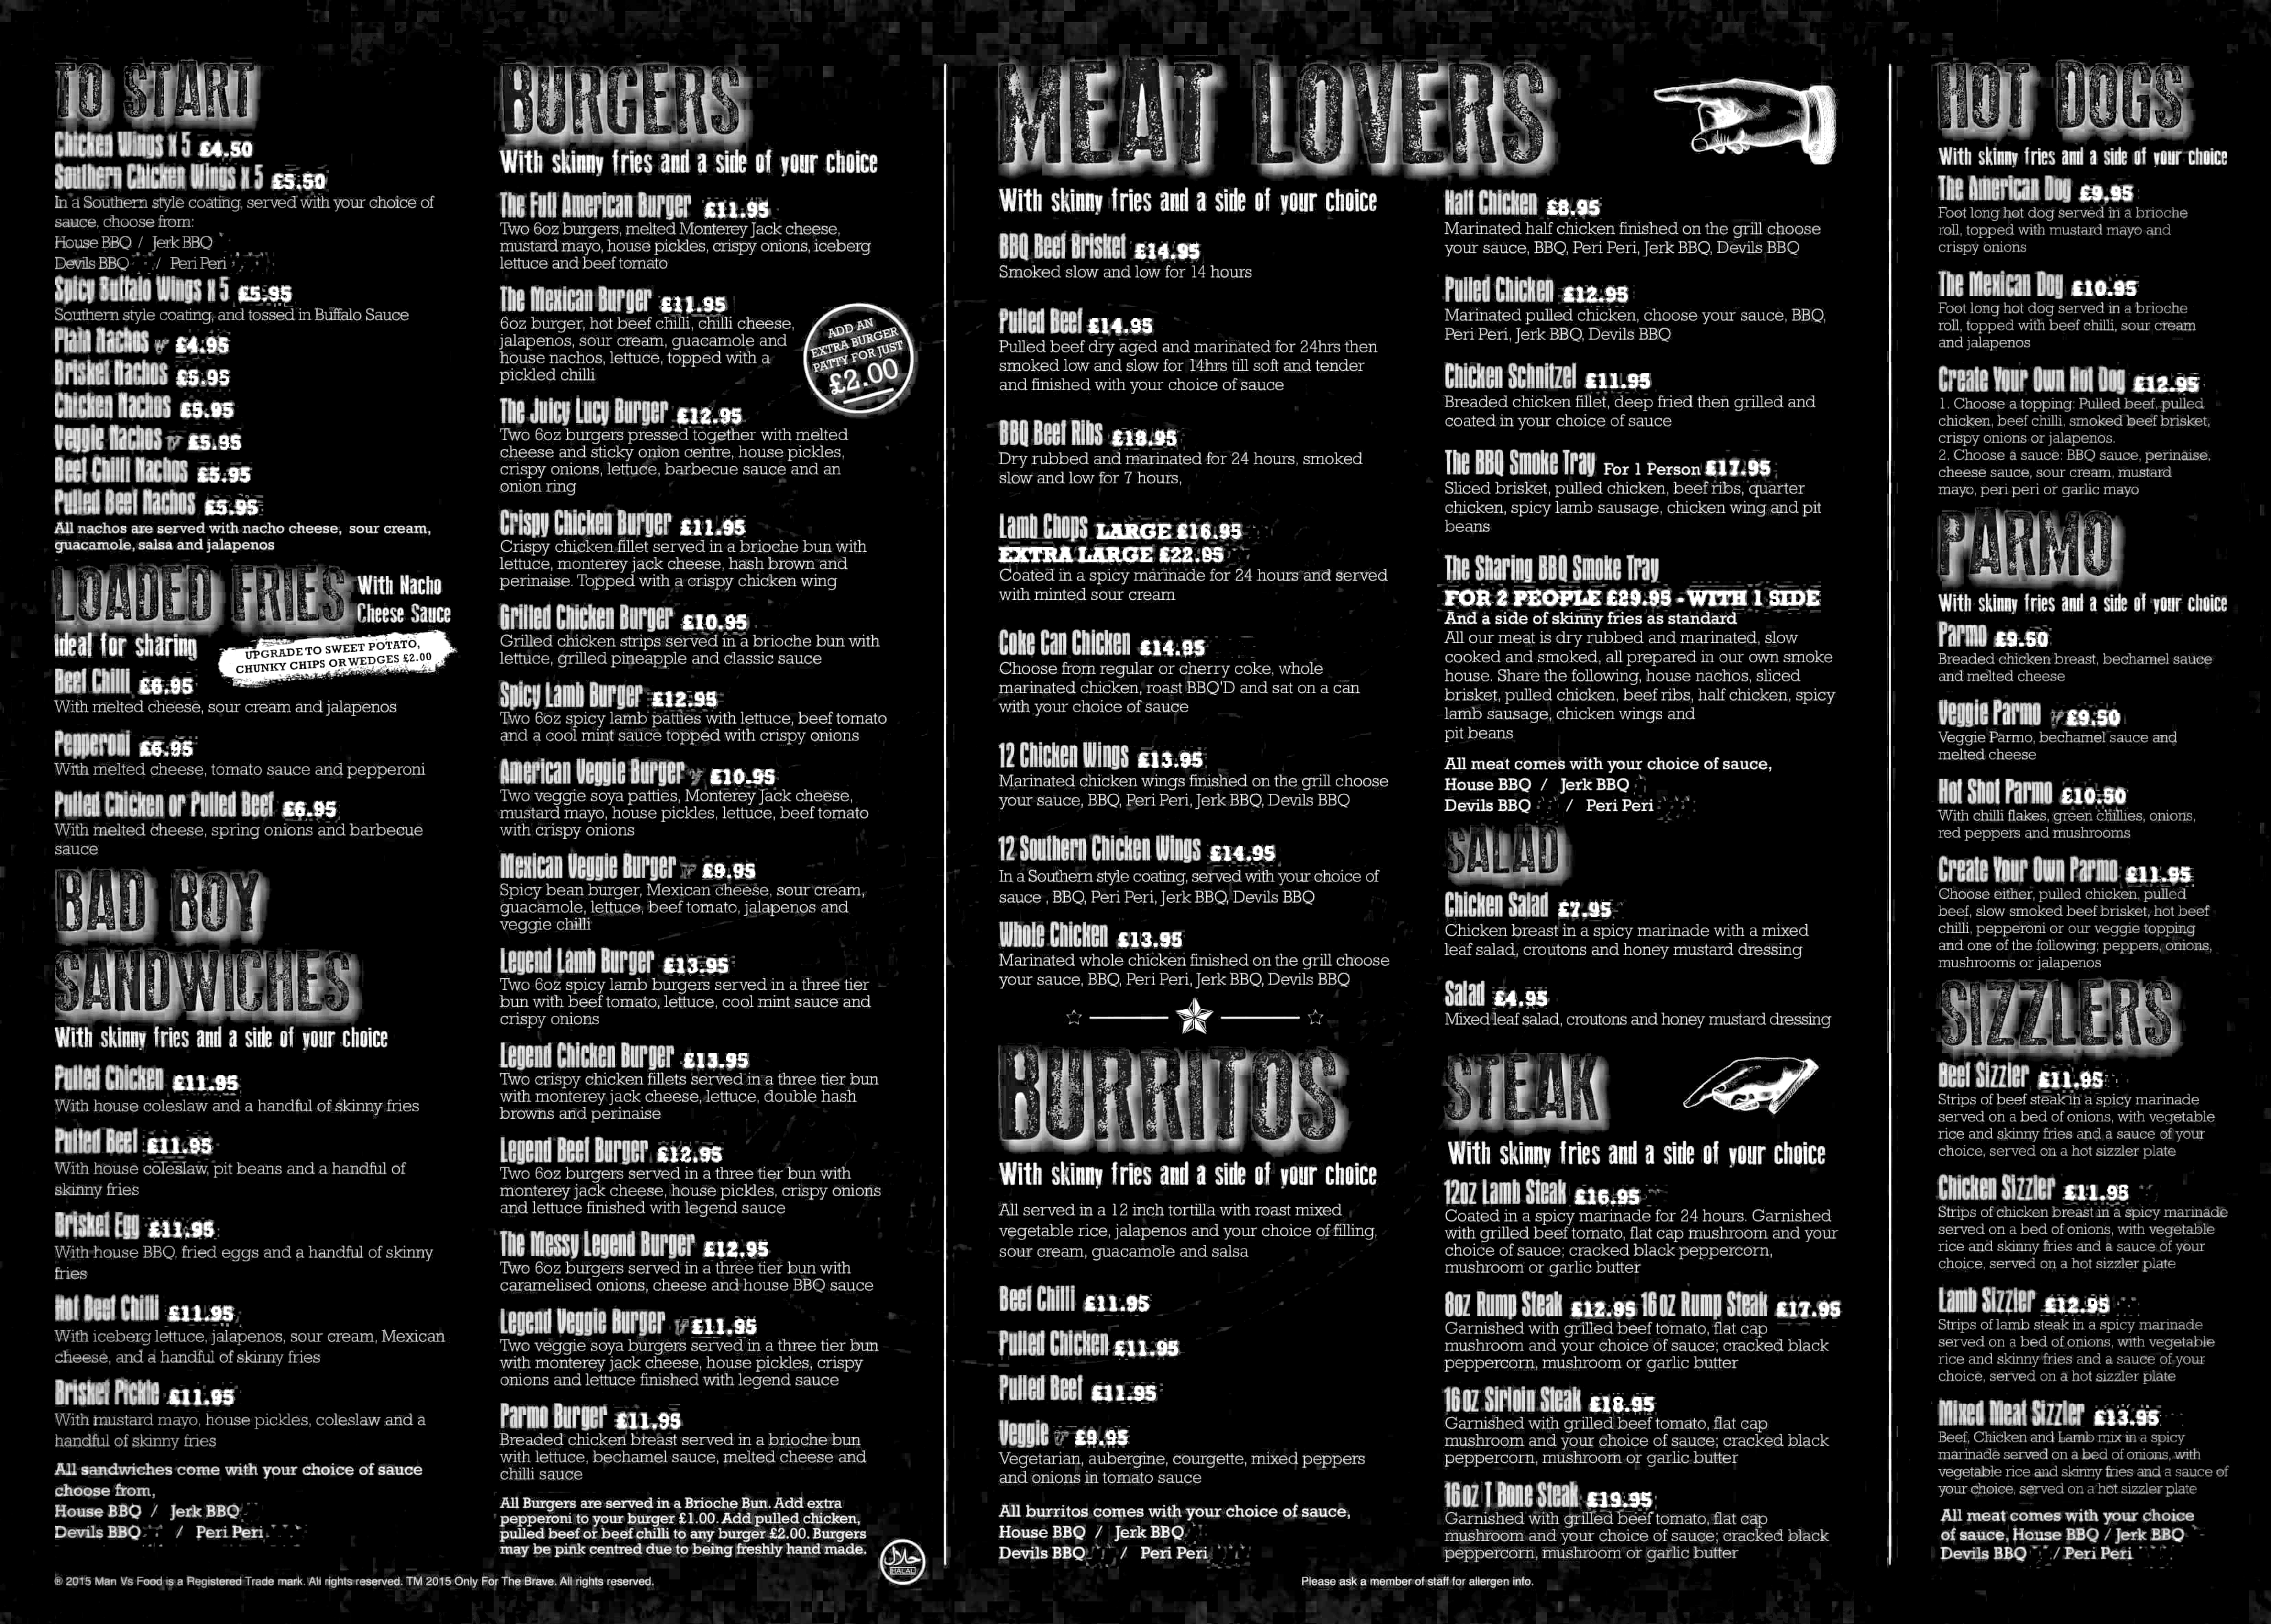 TO START
Chicken Wings x 5 £4.50
Southern Chicken Wings x 5 £5.50
In a Southern style coating, served with your choice of
sauce, choose from:
House BBQ / Jerk BBQ
Devils BBQ / Peri Peri
Spicy Buffalo Wings x 5 £5.95
Southern style coating, and tossed in Buffalo Sauce
Plain Nachos V £4.95
Brisket Nachos £5.95
Chicken Nachos £5.95
Veggie Nachos V £5.95
Beef Chilli Nachos £5.95
Pulled Beef Nachos £5.95
All nachos are served with nacho cheese, sour cream,
guacamole, salsa and jalapenos
LOADED FRIES With Nacho
Cheese Sauce
Ideal for sharing
UPGRADE TO SWEET POTATO,
CHUNKY CHIPS OR WEDGES £2.00
Beef Chilli £6.95
With melted cheese, sour cream and jalapenos
Pepperoni £6.95
With melted cheese, tomato sauce and pepperoni
Pulled Chicken or Pulled Beef £6.95
With melted cheese, spring onions and barbecue
sauce
BAD BOY
SANDWICHES
With skinny fries and a side of your choice
Pulled Chicken £11.95
With house coleslaw and a handful of skinny fries
Pulled Beef £11.95
With house coleslaw, pit beans and a handful of
skinny fries
Brisket Egg £11.95
With house BBQ, fried eggs and a handful of skinny
fries
Hot Beef Chilli £11.95
With iceberg lettuce, jalapenos, sour cream, Mexican
cheese, and a handful of skinny fries
Brisket Pickle £11.95
With mustard mayo, house pickles, coleslaw and a
handful of skinny fries
All sandwiches come with your choice of sauce
choose from,
House BBQ / Jerk BBQ
Devils BBQ / Peri Peri
® 2015 Man Vs Food is a Registered Trade mark. All rights reserved. TM 2015 Only For The Brave. All rights reserved.
BURGERS
With skinny fries and a side of your choice
The Full American Burger £11.95
Two 6oz burgers, melted Monterey Jack cheese,
mustard mayo, house pickles, crispy onions, iceberg
lettuce and beef tomato
The Mexican Burger £11.95
6oz burger, hot beef chilli, chilli cheese,
jalapenos, sour cream, guacamole and
house nachos, lettuce, topped with a
pickled chilli
ADD AN
EXTRA BURGER
PATTY FOR JUST
£2.00
The Juicy Lucy Burger £12.95
Two 6oz burgers pressed together with melted
cheese and sticky onion centre, house pickles,
crispy onions, lettuce, barbecue sauce and an
onion ring
Crispy Chicken Burger £11.95
Crispy chicken fillet served in a brioche bun with
lettuce, monterey jack cheese, hash brown and
perinaise. Topped with a crispy chicken wing
Grilled Chicken Burger £10.95
Grilled chicken strips served in a brioche bun with
lettuce, grilled pineapple and classic sauce
Spicy Lamb Burger £12.95
Two 6oz spicy lamb patties with lettuce, beef tomato
and a cool mint sauce topped with crispy onions
American Veggie Burger V £10.95
Two veggie soya patties, Monterey Jack cheese,
mustard mayo, house pickles, lettuce, beef tomato
with crispy onions
Mexican Veggie Burger V £9.95
Spicy bean burger, Mexican cheese, sour cream,
guacamole, lettuce, beef tomato, jalapenos and
veggie chilli
Legend Lamb Burger £13.95
Two 6oz spicy lamb burgers served in a three tier
bun with beef tomato, lettuce, cool mint sauce and
crispy onions
Legend Chicken Burger £13.95
Two crispy chicken fillets served in a three tier bun
with monterey jack cheese, lettuce, double hash
browns and perinaise
Legend Beef Burger £12.95
Two 6oz burgers served in a three tier bun with
monterey jack cheese, house pickles, crispy onions
and lettuce finished with legend sauce
The Messy Legend Burger £12.95
Two 6oz burgers served in a three tier bun with
caramelised onions, cheese and house BBQ sauce
Legend Veggie Burger V £11.95
Two veggie soya burgers served in a three tier bun
with monterey jack cheese, house pickles, crispy
onions and lettuce finished with legend sauce
Parmo Burger £11.95
Breaded chicken breast served in a brioche bun
with lettuce, bechamel sauce, melted cheese and
chilli sauce
All Burgers are served in a Brioche Bun. Add extra
pepperoni to your burger £1.00. Add pulled chicken,
pulled beef or beef chilli to any burger £2.00. Burgers
may be pink centred due to being freshly hand made.
حلال
HALAL
MEAT LOVERS
With skinny fries and a side of your choice
BBQ Beef Brisket £14.95
Smoked slow and low for 14 hours
Pulled Beef £14.95
Pulled beef dry aged and marinated for 24hrs then
smoked low and slow for 14hrs till soft and tender
and finished with your choice of sauce
BBQ Beef Ribs £18.95
Dry rubbed and marinated for 24 hours, smoked
slow and low for 7 hours,
Lamb Chops LARGE £16.95
EXTRA LARGE £22.95
Coated in a spicy marinade for 24 hours and served
with minted sour cream
Coke Can Chicken £14.95
Choose from regular or cherry coke, whole
marinated chicken, roast BBQ'D and sat on a can
with your choice of sauce
12 Chicken Wings £13.95
Marinated chicken wings finished on the grill choose
your sauce, BBQ, Peri Peri, Jerk BBQ, Devils BBQ
12 Southern Chicken Wings £14.95
In a Southern style coating, served with your choice of
sauce , BBQ, Peri Peri, Jerk BBQ, Devils BBQ
Whole Chicken £13.95
Marinated whole chicken finished on the grill choose
your sauce, BBQ, Peri Peri, Jerk BBQ, Devils BBQ
BURRITOS
With skinny fries and a side of your choice
All served in a 12 inch tortilla with roast mixed
vegetable rice, jalapenos and your choice of filling,
sour cream, guacamole and salsa
Beef Chilli £11.95
Pulled Chicken £11.95
Pulled Beef £11.95
Veggie V £9.95
Vegetarian, aubergine, courgette, mixed peppers
and onions in tomato sauce
All burritos comes with your choice of sauce,
House BBQ / Jerk BBQ
Devils BBQ / Peri Peri
Half Chicken £8.95
Marinated half chicken finished on the grill choose
your sauce, BBQ, Peri Peri, Jerk BBQ, Devils BBQ
Pulled Chicken £12.95
Marinated pulled chicken, choose your sauce, BBQ,
Peri Peri, Jerk BBQ, Devils BBQ
Chicken Schnitzel £11.95
Breaded chicken fillet, deep fried then grilled and
coated in your choice of sauce
The BBQ Smoke Tray For 1 Person £17.95
Sliced brisket, pulled chicken, beef ribs, quarter
chicken, spicy lamb sausage, chicken wing and pit
beans
The Sharing BBQ Smoke Tray
FOR 2 PEOPLE £29.95 - WITH 1 SIDE
And a side of skinny fries as standard
All our meat is dry rubbed and marinated, slow
cooked and smoked, all prepared in our own smoke
house. Share the following, house nachos, sliced
brisket, pulled chicken, beef ribs, half chicken, spicy
lamb sausage, chicken wings and
pit beans
All meat comes with your choice of sauce,
House BBQ / Jerk BBQ
Devils BBQ / Peri Peri
SALAD
Chicken Salad £7.95
Chicken breast in a spicy marinade with a mixed
leaf salad, croutons and honey mustard dressing
Salad £4.95
Mixed leaf salad, croutons and honey mustard dressing
STEAK
With skinny fries and a side of your choice
12oz Lamb Steak £16.95
Coated in a spicy marinade for 24 hours. Garnished
with grilled beef tomato, flat cap mushroom and your
choice of sauce; cracked black peppercorn,
mushroom or garlic butter
8oz Rump Steak £12.95 16 oz Rump Steak £17.95
Garnished with grilled beef tomato, flat cap
mushroom and your choice of sauce; cracked black
peppercorn, mushroom or garlic butter
16 oz Sirloin Steak £18.95
Garnished with grilled beef tomato, flat cap
mushroom and your choice of sauce; cracked black
peppercorn, mushroom or garlic butter
16 oz T Bone Steak £19.95
Garnished with grilled beef tomato, flat cap
mushroom and your choice of sauce; cracked black
peppercorn, mushroom or garlic butter
Please ask a member of staff for allergen info.
HOT DOGS
With skinny fries and a side of your choice
The American Dog £9.95
Foot long hot dog served in a brioche
roll, topped with mustard mayo and
crispy onions
The Mexican Dog £10.95
Foot long hot dog served in a brioche
roll, topped with beef chilli, sour cream
and jalapenos
Create Your Own Hot Dog £12.95
1. Choose a topping: Pulled beef, pulled
chicken, beef chilli, smoked beef brisket,
crispy onions or jalapenos.
2. Choose a sauce: BBQ sauce, perinaise,
cheese sauce, sour cream, mustard
mayo, peri peri or garlic mayo
PARMO
With skinny fries and a side of your choice
Parmo £9.50
Breaded chicken breast, bechamel sauce
and melted cheese
Veggie Parmo V £9.50
Veggie Parmo, bechamel sauce and
melted cheese
Hot Shot Parmo £10.50
With chilli flakes, green chillies, onions,
red peppers and mushrooms
Create Your Own Parmo £11.95
Choose either, pulled chicken, pulled
beef, slow smoked beef brisket, hot beef
chilli, pepperoni or our veggie topping
and one of the following; peppers, onions,
mushrooms or jalapenos
SIZZLERS
Beef Sizzler £11.95
Strips of beef steak in a spicy marinade
served on a bed of onions, with vegetable
rice and skinny fries and a sauce of your
choice, served on a hot sizzler plate
Chicken Sizzler £11.95
Strips of chicken breast in a spicy marinade
served on a bed of onions, with vegetable
rice and skinny fries and a sauce of your
choice, served on a hot sizzler plate
Lamb Sizzler £12.95
Strips of lamb steak in a spicy marinade
served on a bed of onions, with vegetable
rice and skinny fries and a sauce of your
choice, served on a hot sizzler plate
Mixed Meat Sizzler £13.95
Beef, Chicken and Lamb mix in a spicy
marinade served on a bed of onions, with
vegetable rice and skinny fries and a sauce of
your choice, served on a hot sizzler plate
All meat comes with your choice
of sauce, House BBQ / Jerk BBQ
Devils BBQ / Peri Peri